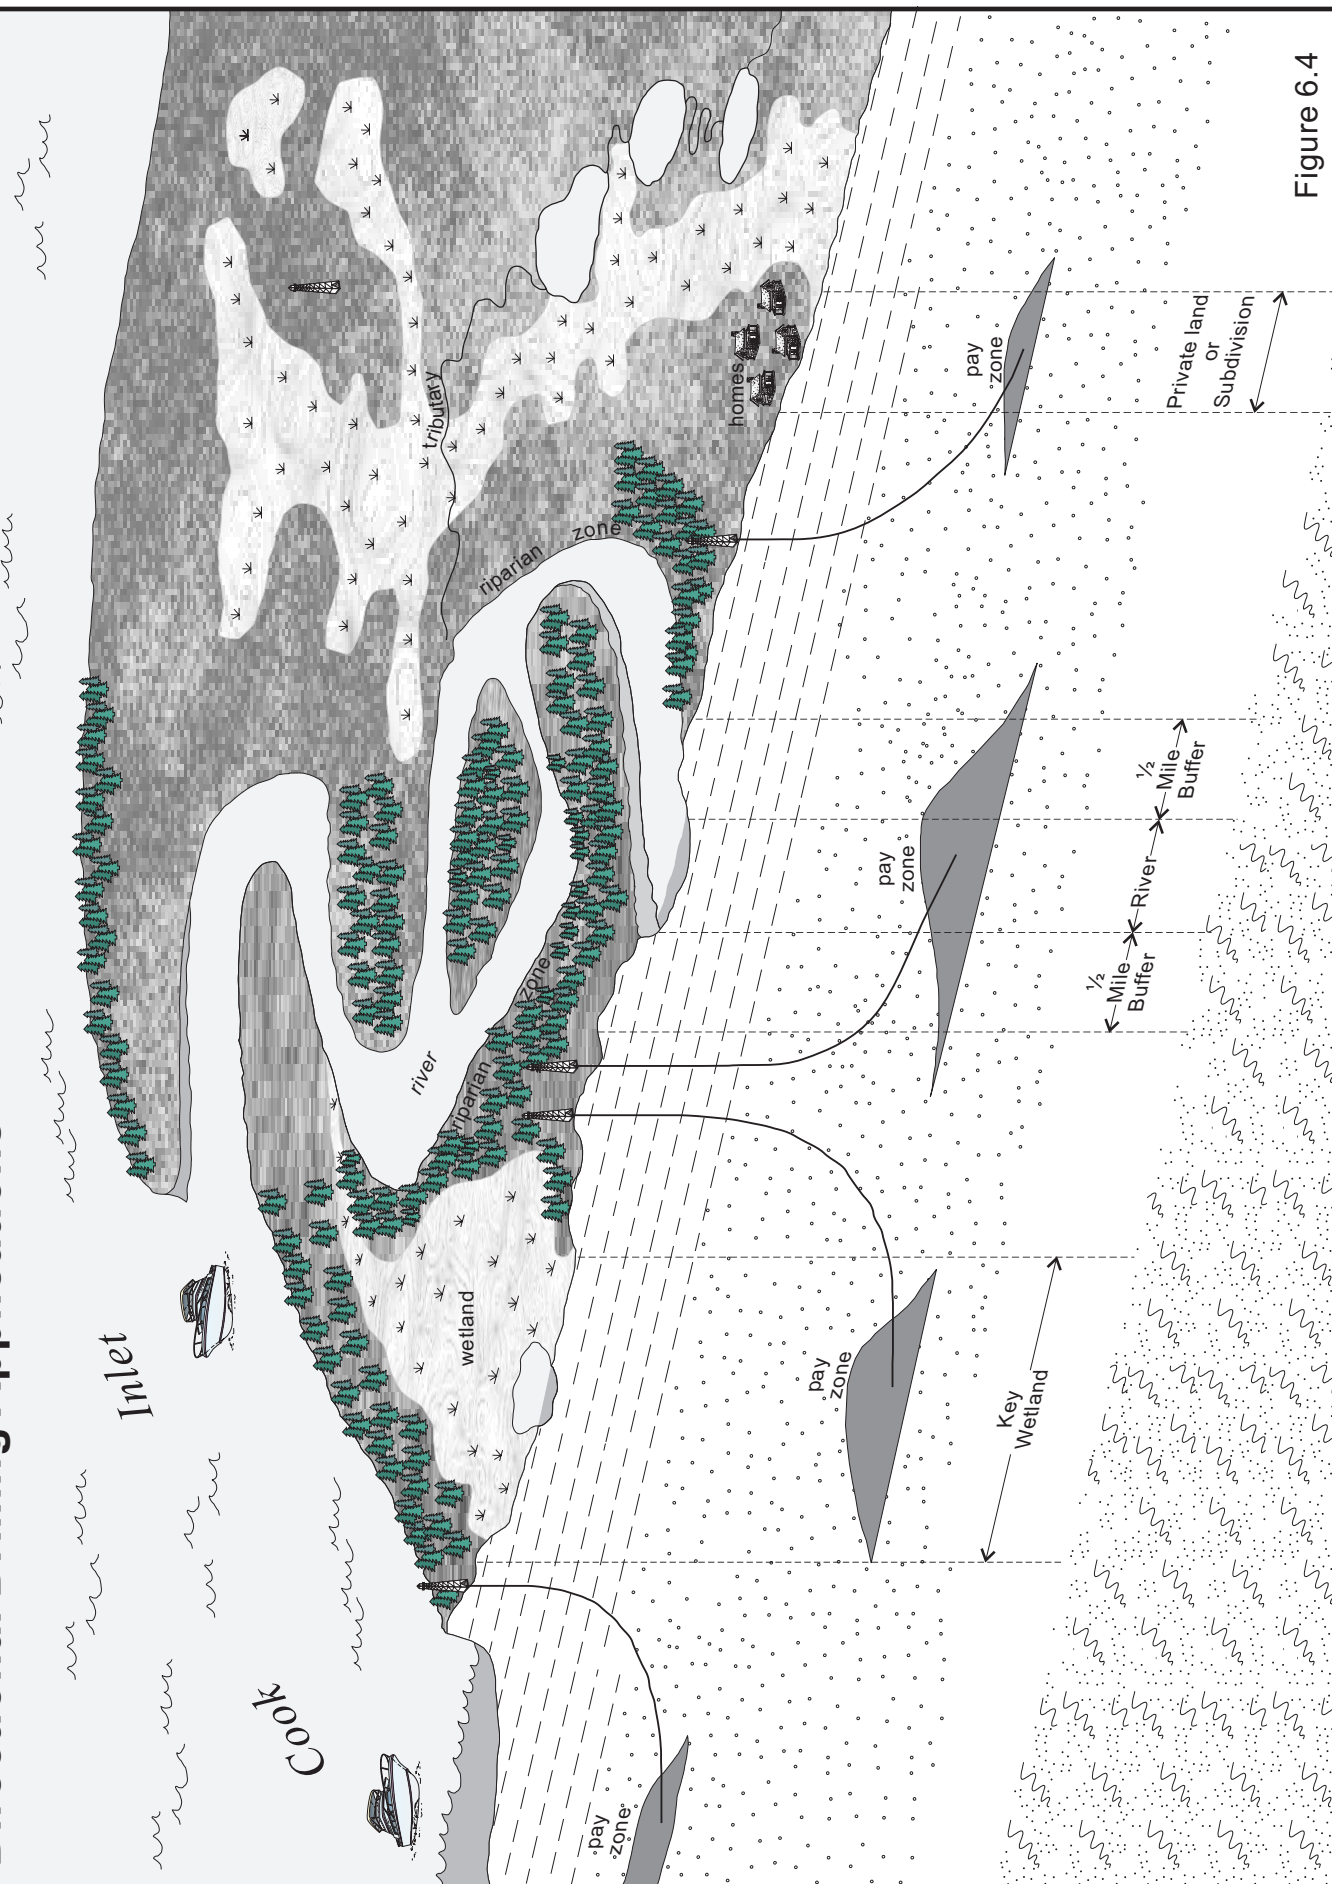 Cook
Inlet
river
tributary
riparian zone
riparian zone
wetland
homes
pay
zone
pay
zone
pay
zone
pay
zone
Key
Wetland
½
Mile
Buffer
River
½
Mile
Buffer
Private land
or
Subdivision
Figure 6.4